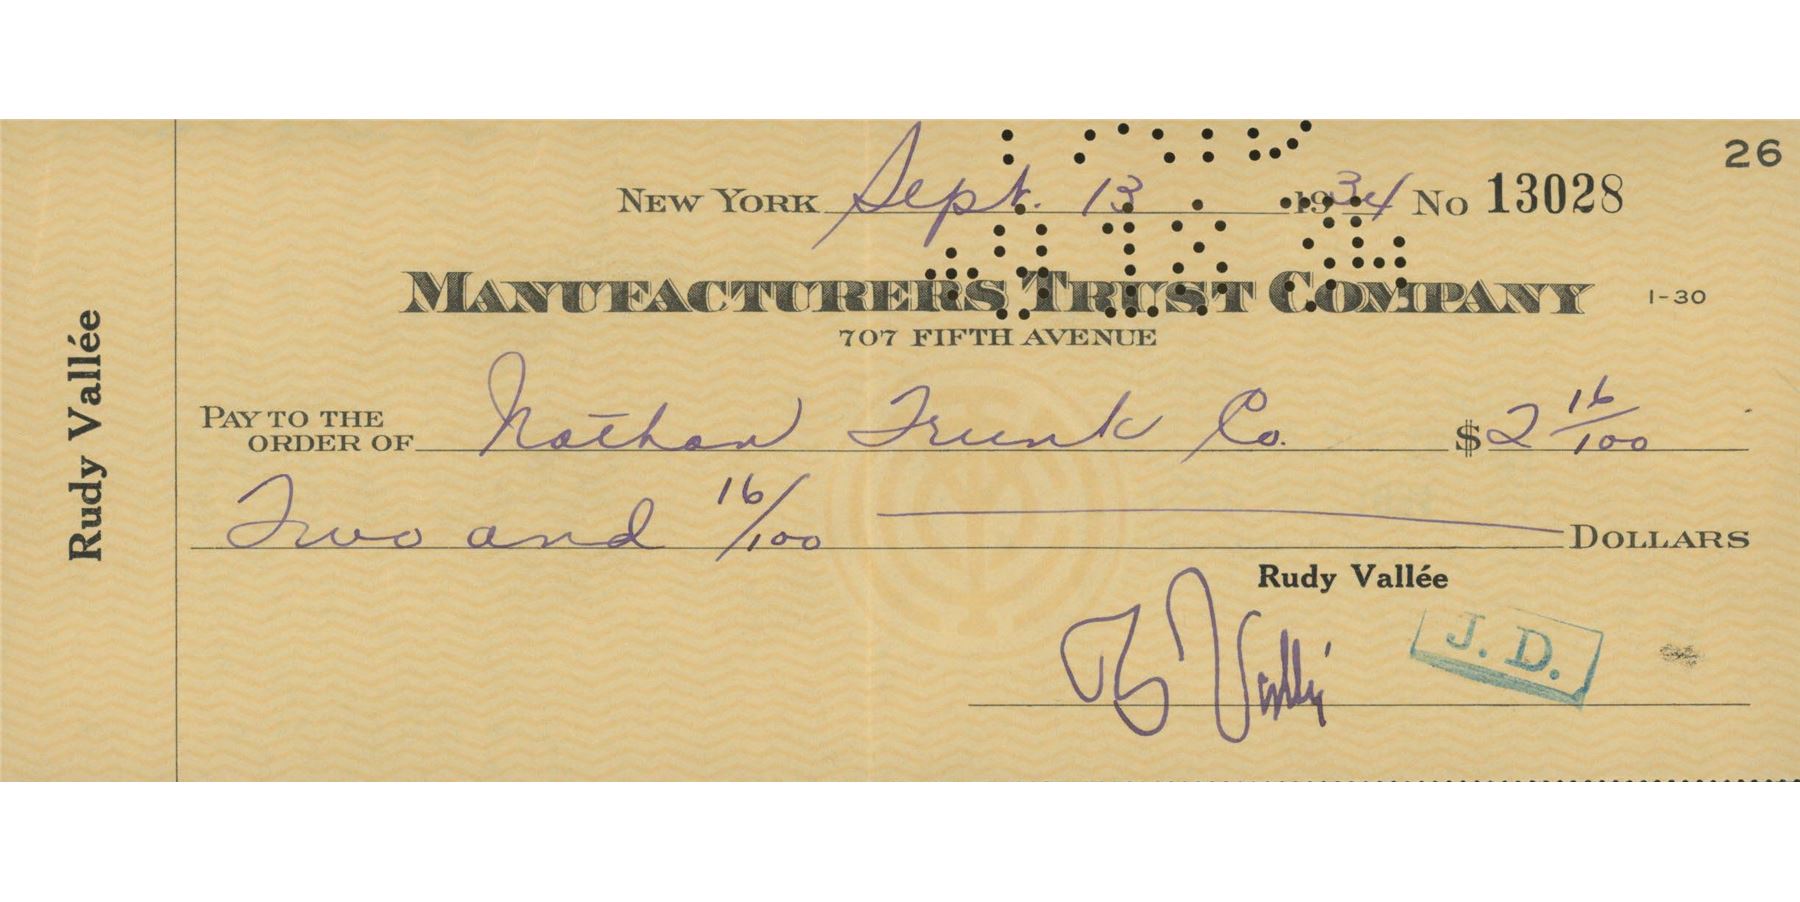 26
New York Sept. 13 1934 No 13028
Manufacturers Trust Company 1-30
707 Fifth Avenue
Pay to the order of Nathan Trunk Co. $2 16/100
Two and 16/100 Dollars
Rudy Vallée
R Vallée
J. D.
Rudy Vallée